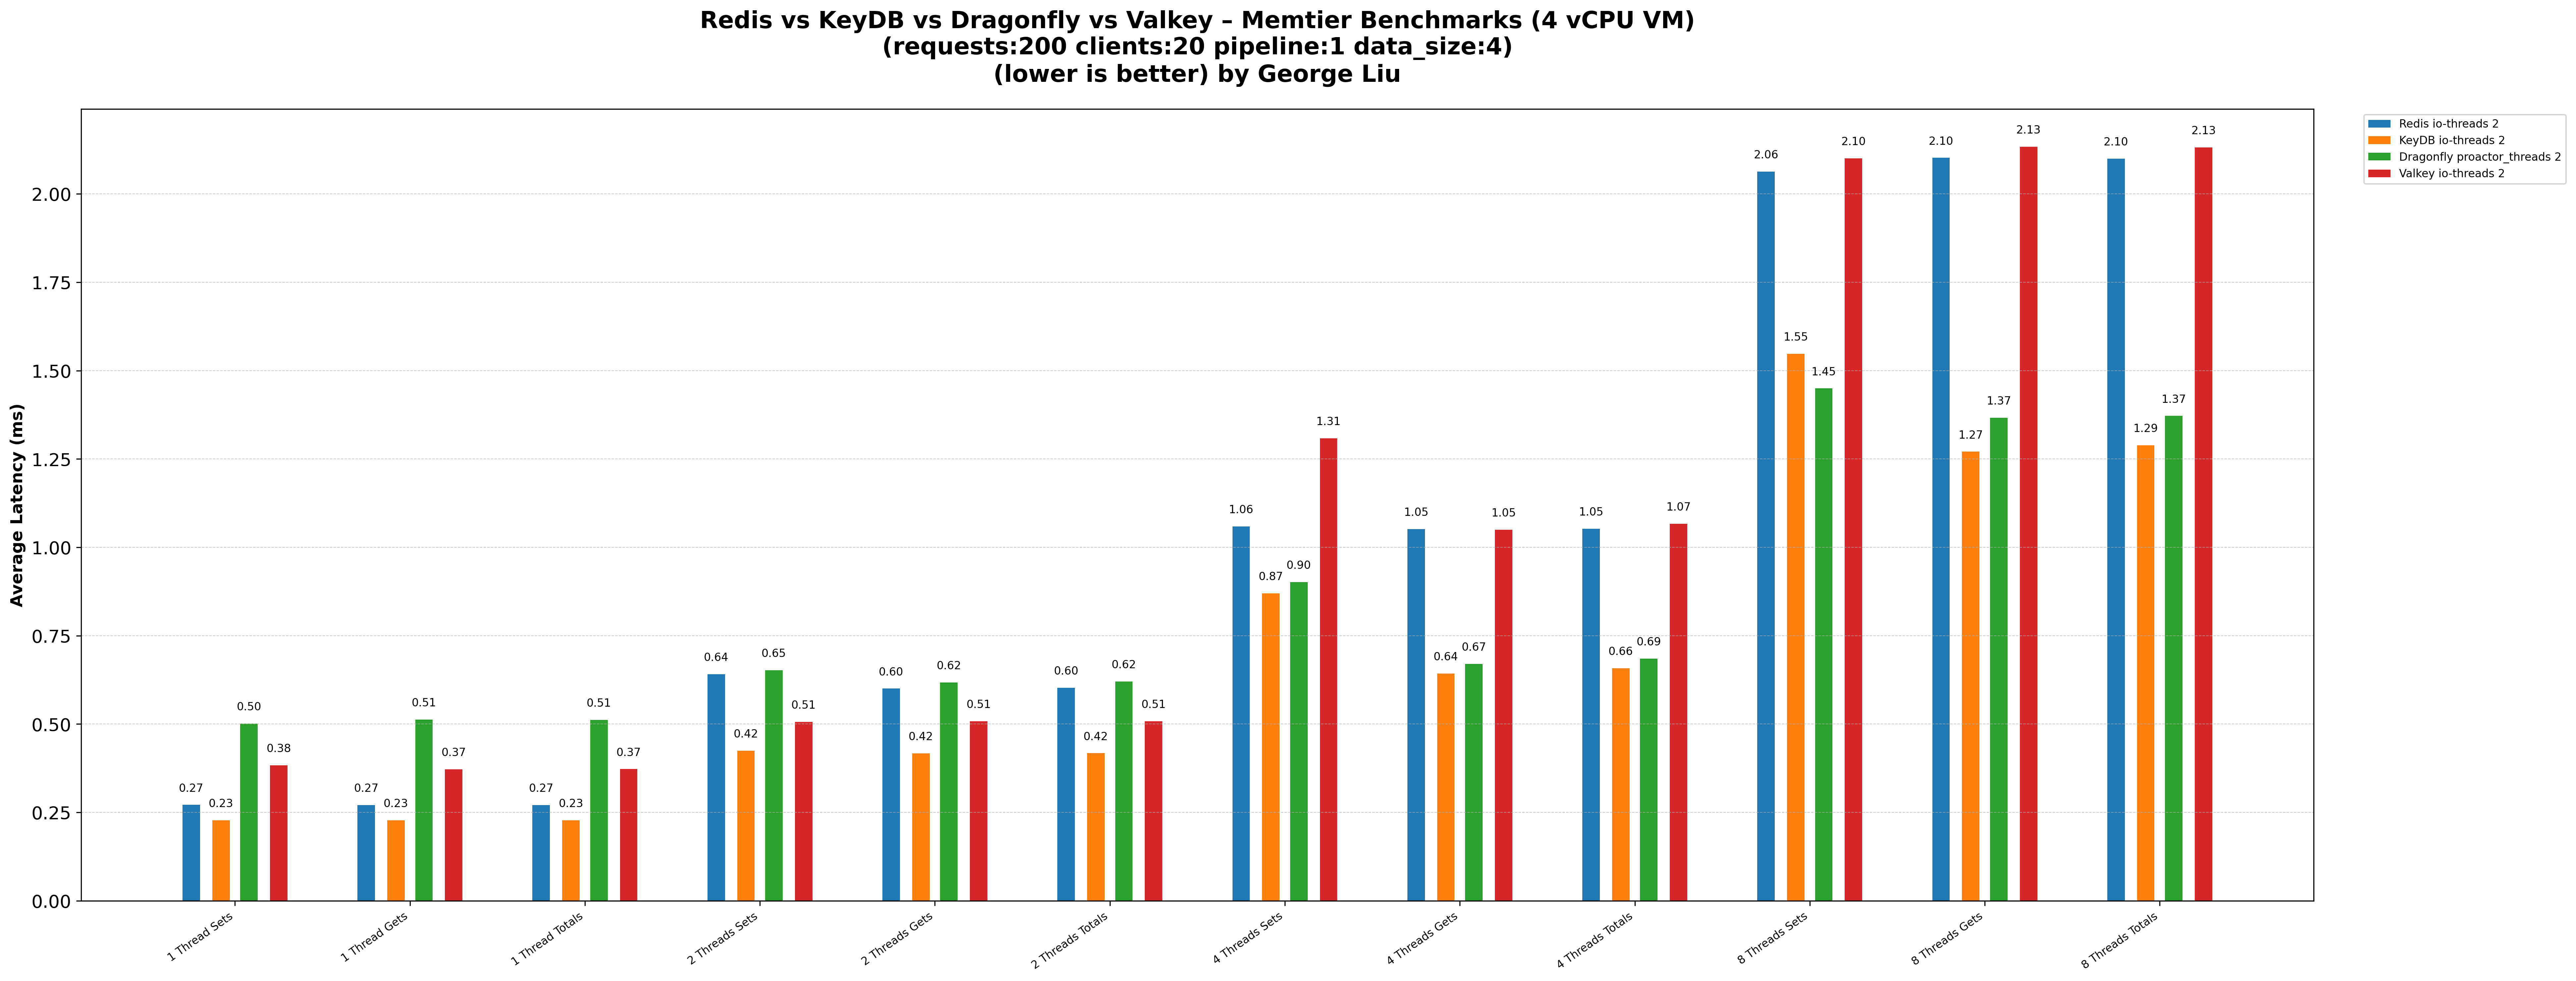 Redis vs KeyDB vs Dragonfly vs Valkey – Memtier Benchmarks (4 vCPU VM)
(requests:200 clients:20 pipeline:1 data_size:4)
(lower is better) by George Liu
Redis io-threads 2
KeyDB io-threads 2
Dragonfly proactor_threads 2
Valkey io-threads 2
Average Latency (ms)
2.00
1.75
1.50
1.25
1.00
0.75
0.50
0.25
0.00
0.27 0.23 0.50 0.38
0.27 0.23 0.51 0.37
0.27 0.23 0.51 0.37
0.64 0.42 0.65 0.51
0.60 0.42 0.62 0.51
0.60 0.42 0.62 0.51
1.06 0.87 0.90 1.31
1.05 0.64 0.67 1.05
1.05 0.66 0.69 1.07
2.06 1.55 1.45 2.10
2.10 1.27 1.37 2.13
2.10 1.29 1.37 2.13
1 Thread Sets
1 Thread Gets
1 Thread Totals
2 Threads Sets
2 Threads Gets
2 Threads Totals
4 Threads Sets
4 Threads Gets
4 Threads Totals
8 Threads Sets
8 Threads Gets
8 Threads Totals